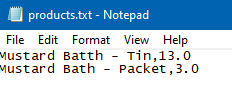 products.txt - Notepad
File Edit Format View Help
Mustard Batth - Tin,13.0
Mustard Bath - Packet,3.0